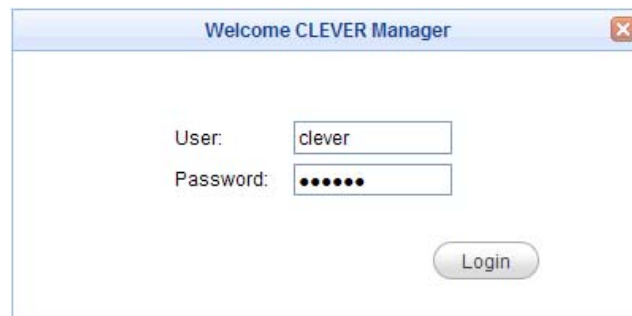 Welcome CLEVER Manager
User: clever
Password: ●●●●●●
Login